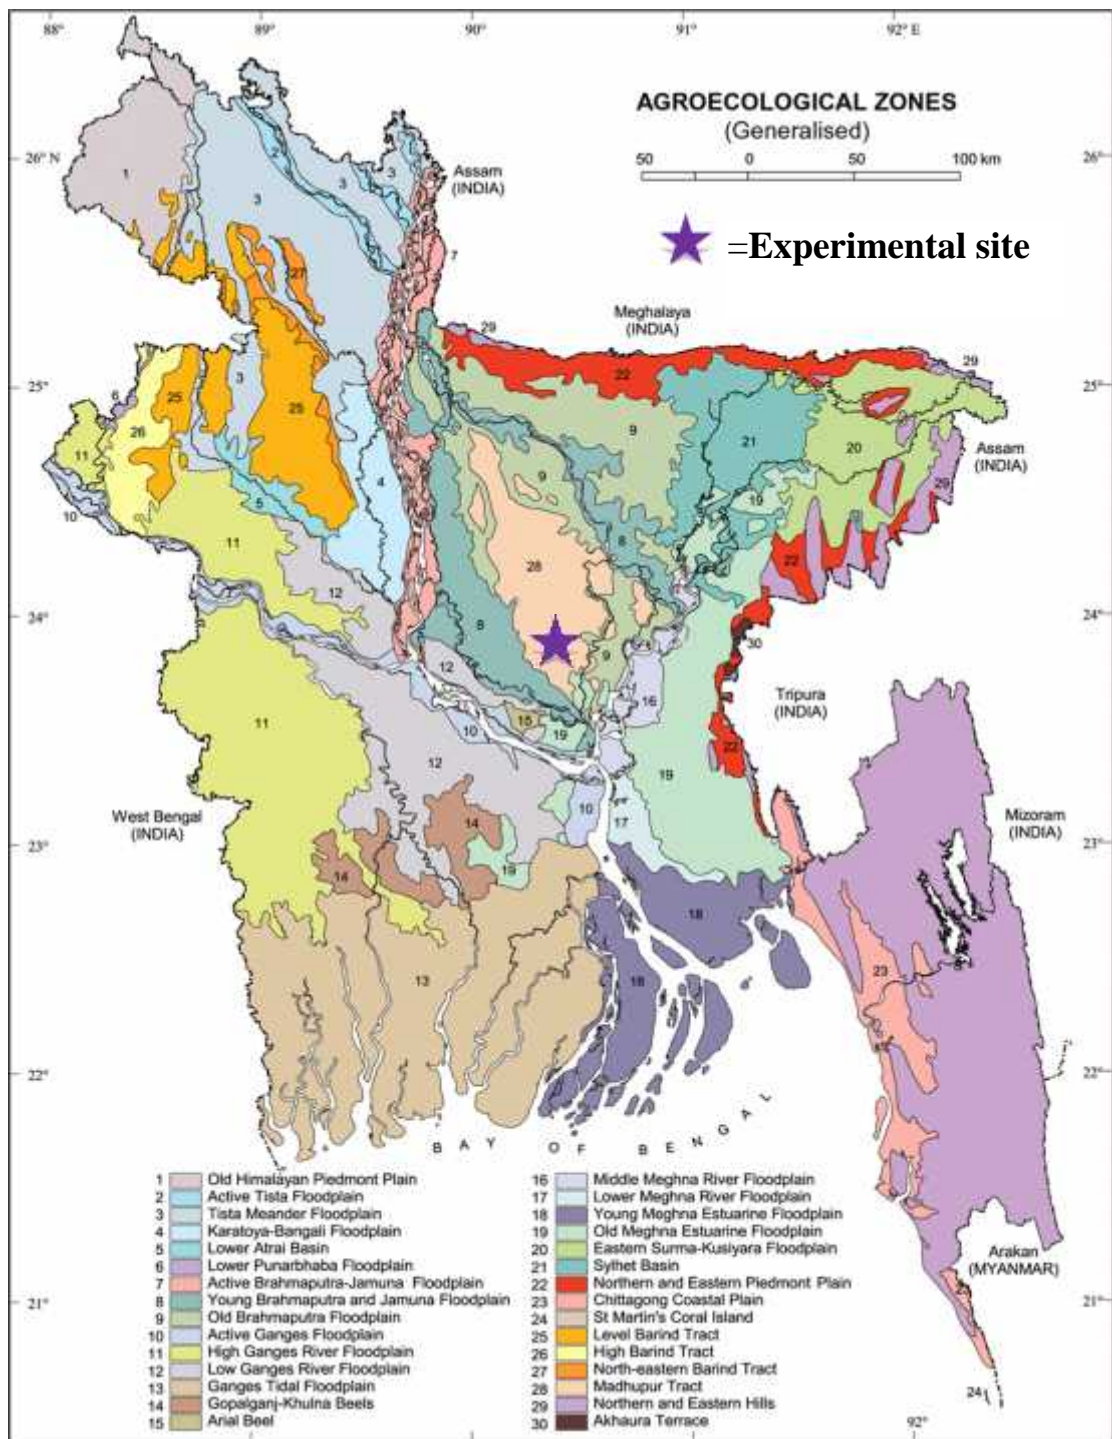 88° 89° 90° 91° 92° E
AGROECOLOGICAL ZONES
(Generalised)
50 0 50 100 km
=Experimental site
26° N
26°
Assam
(INDIA)
Meghalaya
(INDIA)
25°
25°
Assam
(INDIA)
24°
24°
Tripura
(INDIA)
West Bengal
(INDIA)
Mizoram
(INDIA)
23°
23°
22°
22°
BAY OF BENGAL
Arakan
(MYANMAR)
21°
92°
1 Old Himalayan Piedmont Plain
2 Active Tista Floodplain
3 Tista Meander Floodplain
4 Karatoya-Bangali Floodplain
5 Lower Atrai Basin
6 Lower Punarbhaba Floodplain
7 Active Brahmaputra-Jamuna Floodplain
8 Young Brahmaputra and Jamuna Floodplain
9 Old Brahmaputra Floodplain
10 Active Ganges Floodplain
11 High Ganges River Floodplain
12 Low Ganges River Floodplain
13 Ganges Tidal Floodplain
14 Gopalganj-Khulna Beels
15 Arial Beel
16 Middle Meghna River Floodplain
17 Lower Meghna River Floodplain
18 Young Meghna Estuarine Floodplain
19 Old Meghna Estuarine Floodplain
20 Eastern Surma-Kusiyara Floodplain
21 Sylhet Basin
22 Northern and Eastern Piedmont Plain
23 Chittagong Coastal Plain
24 St Martin's Coral Island
25 Level Barind Tract
26 High Barind Tract
27 North-eastern Barind Tract
28 Madhupur Tract
29 Northern and Eastern Hills
30 Akhaura Terrace